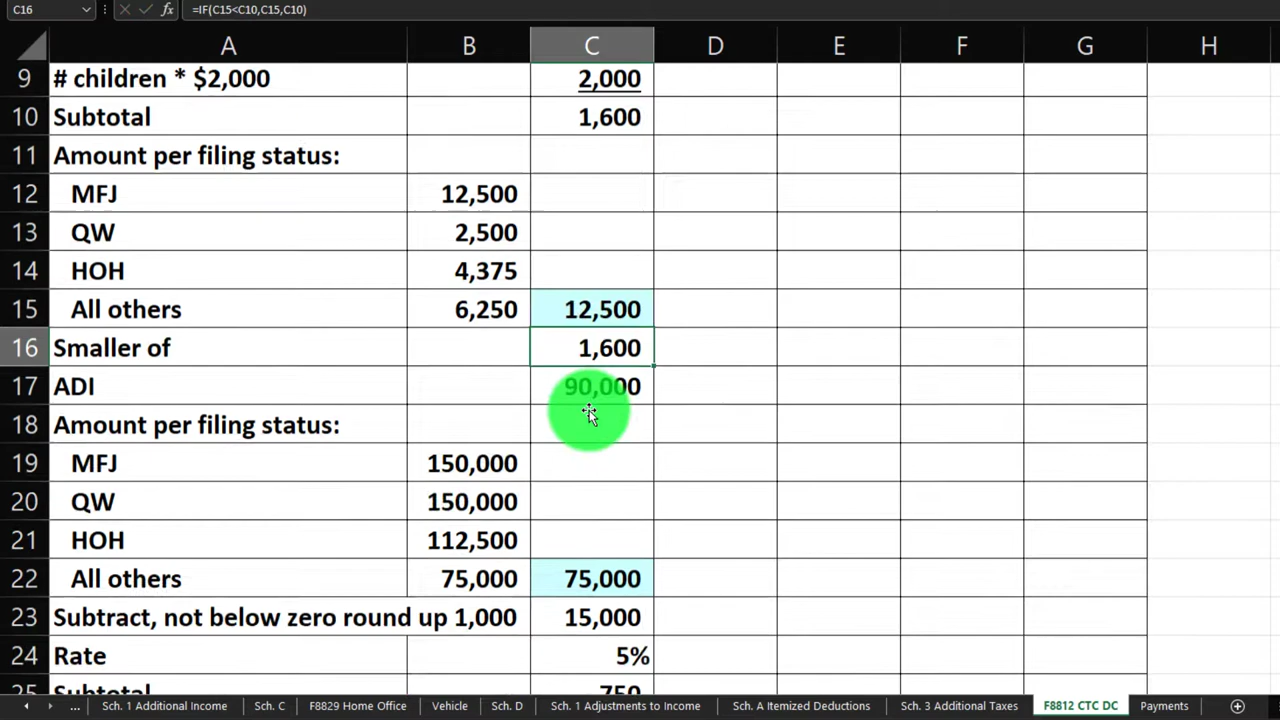 C16 fx =IF(C15<C10,C15,C10)
A B C D E F G H
9 # children * $2,000 2,000
10 Subtotal 1,600
11 Amount per filing status:
12 MFJ 12,500
13 QW 2,500
14 HOH 4,375
15 All others 6,250 12,500
16 Smaller of 1,600
17 ADI 90,000
18 Amount per filing status:
19 MFJ 150,000
20 QW 150,000
21 HOH 112,500
22 All others 75,000 75,000
23 Subtract, not below zero round up 1,000 15,000
24 Rate 5%
25 Subtotal 750
... Sch. 1 Additional Income Sch. C F8829 Home Office Vehicle Sch. D Sch. 1 Adjustments to Income Sch. A Itemized Deductions Sch. 3 Additional Taxes F8812 CTC DC Payments